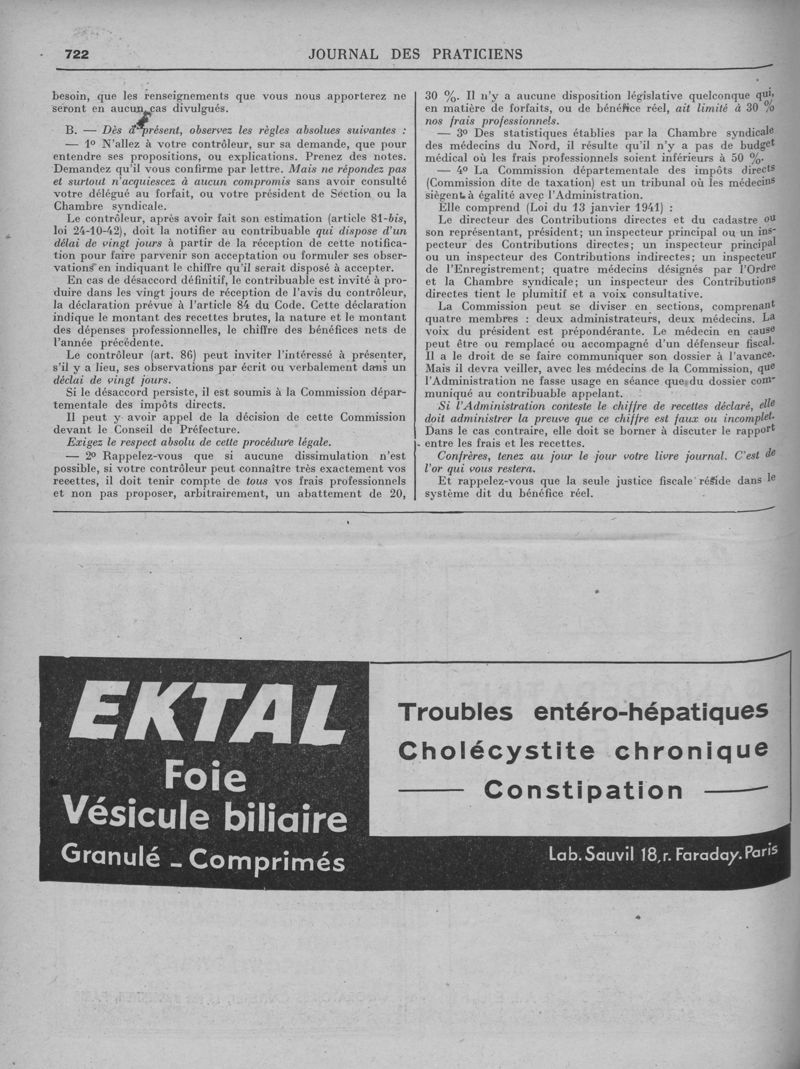 722
JOURNAL DES PRATICIENS
besoin, que les renseignements que vous nous apporterez ne
seront en aucun cas divulgués.
B. — Dès à présent, observez les règles absolues suivantes :
— 1º N'allez à votre contrôleur, sur sa demande, que pour
entendre ses propositions, ou explications. Prenez des notes.
Demandez qu'il vous confirme par lettre. Mais ne répondez pas
et surtout n'acquiescez à aucun compromis sans avoir consulté
votre délégué au forfait, ou votre président de Section ou la
Chambre syndicale.
Le contrôleur, après avoir fait son estimation (article 81-bis,
loi 24-10-42), doit la notifier au contribuable qui dispose d'un
délai de vingt jours à partir de la réception de cette notifica-
tion pour faire parvenir son acceptation ou formuler ses obser-
vations en indiquant le chiffre qu'il serait disposé à accepter.
En cas de désaccord définitif, le contribuable est invité à pro-
duire dans les vingt jours de réception de l'avis du contrôleur,
la déclaration prévue à l'article 84 du Code. Cette déclaration
indique le montant des recettes brutes, la nature et le montant
des dépenses professionnelles, le chiffre des bénéfices nets de
l'année précédente.
Le contrôleur (art. 86) peut inviter l'intéressé à présenter,
s'il y a lieu, ses observations par écrit ou verbalement dans un
déclai de vingt jours.
Si le désaccord persiste, il est soumis à la Commission dépar-
tementale des impôts directs.
Il peut y avoir appel de la décision de cette Commission
devant le Conseil de Préfecture.
Exigez le respect absolu de cette procédure légale.
— 2º Rappelez-vous que si aucune dissimulation n'est
possible, si votre contrôleur peut connaître très exactement vos
recettes, il doit tenir compte de tous vos frais professionnels
et non pas proposer, arbitrairement, un abattement de 20,
30 %. Il n'y a aucune disposition législative quelconque qui,
en matière de forfaits, ou de bénéfice réel, ait limité à 30 %
nos frais professionnels.
— 3º Des statistiques établies par la Chambre syndicale
des médecins du Nord, il résulte qu'il n'y a pas de budget
médical où les frais professionnels soient inférieurs à 50 %.
— 4º La Commission départementale des impôts directs
(Commission dite de taxation) est un tribunal où les médecins
siègent à égalité avec l'Administration.
Elle comprend (Loi du 13 janvier 1941) :
Le directeur des Contributions directes et du cadastre ou
son représentant, président; un inspecteur principal ou un ins-
pecteur des Contributions directes; un inspecteur principal
ou un inspecteur des Contributions indirectes; un inspecteur
de l'Enregistrement; quatre médecins désignés par l'Ordre
et la Chambre syndicale; un inspecteur des Contributions
directes tient le plumitif et a voix consultative.
La Commission peut se diviser en sections, comprenant
quatre membres : deux administrateurs, deux médecins. La
voix du président est prépondérante. Le médecin en cause
peut être ou remplacé ou accompagné d'un défenseur fiscal.
Il a le droit de se faire communiquer son dossier à l'avance.
Mais il devra veiller, avec les médecins de la Commission, que
l'Administration ne fasse usage en séance que du dossier com-
muniqué au contribuable appelant.
Si l'Administration conteste le chiffre de recettes déclaré, elle
doit administrer la preuve que ce chiffre est faux ou incomplet.
Dans le cas contraire, elle doit se borner à discuter le rapport
entre les frais et les recettes.
Confrères, tenez au jour le jour votre livre journal. C'est de
l'or qui vous restera.
Et rappelez-vous que la seule justice fiscale réside dans le
système dit du bénéfice réel.
EKTAL
Foie
Vésicule biliaire
Granulé - Comprimés
Troubles entéro-hépatiques
Cholécystite chronique
— Constipation —
Lab. Sauvil 18, r. Faraday. Paris